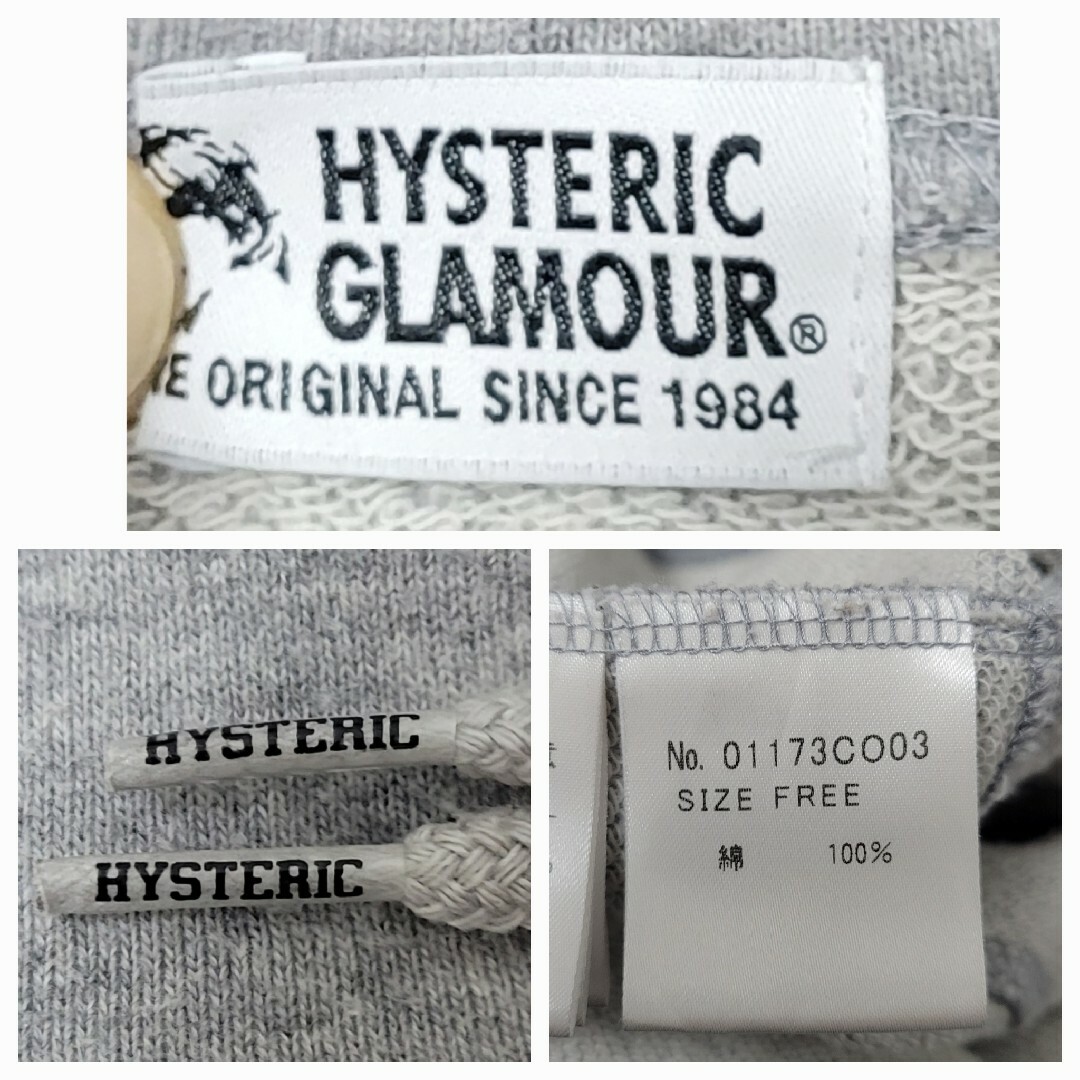 HYSTERIC
GLAMOUR®
ORIGINAL SINCE 1984
HYSTERIC
HYSTERIC
No. 01173CO03
SIZE FREE
綿 100%